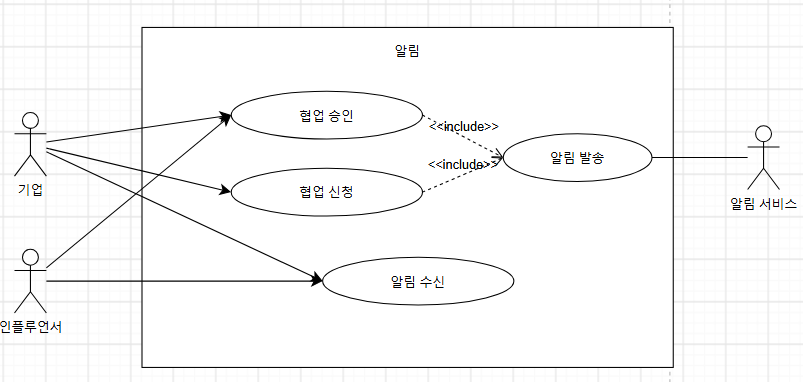 알림
협업 승인
<<include>>
알림 발송
<<include>>
협업 신청
기업
알림 서비스
알림 수신
인플루언서